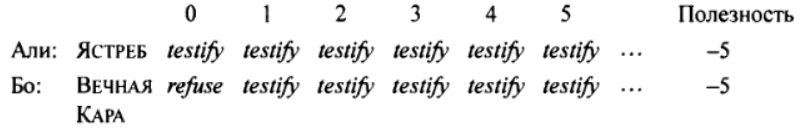 0 1 2 3 4 5 Полезность
Али: ЯСТРЕБ testify testify testify testify testify testify ... –5
Бо: ВЕЧНАЯ refuse testify testify testify testify testify ... –5
КАРА